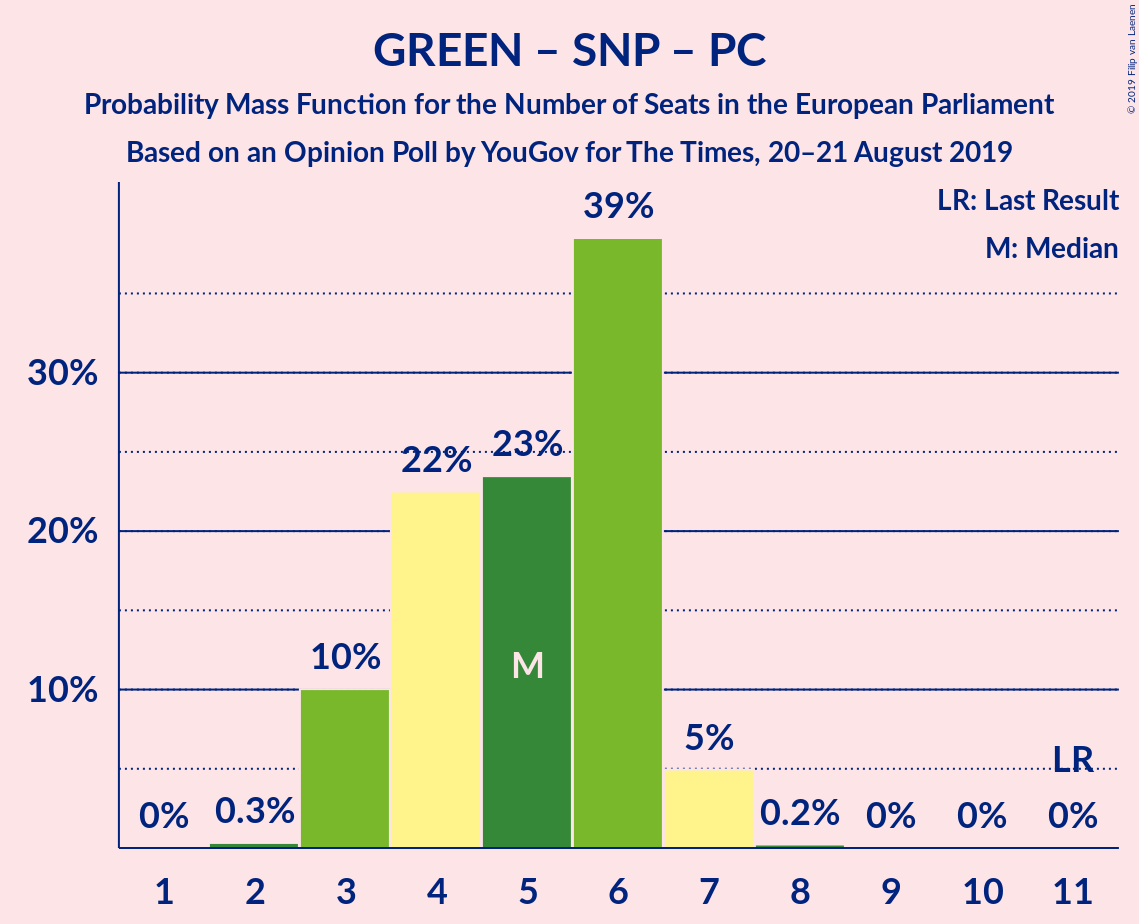 GREEN – SNP – PC
Probability Mass Function for the Number of Seats in the European Parliament
Based on an Opinion Poll by YouGov for The Times, 20–21 August 2019
© 2019 Filip van Laenen
LR: Last Result
M: Median
39%
30%
23%
22%
20%
10%
M
10%
5%
LR
0%
0.3%
0.2%
0%
0%
0%
1 2 3 4 5 6 7 8 9 10 11